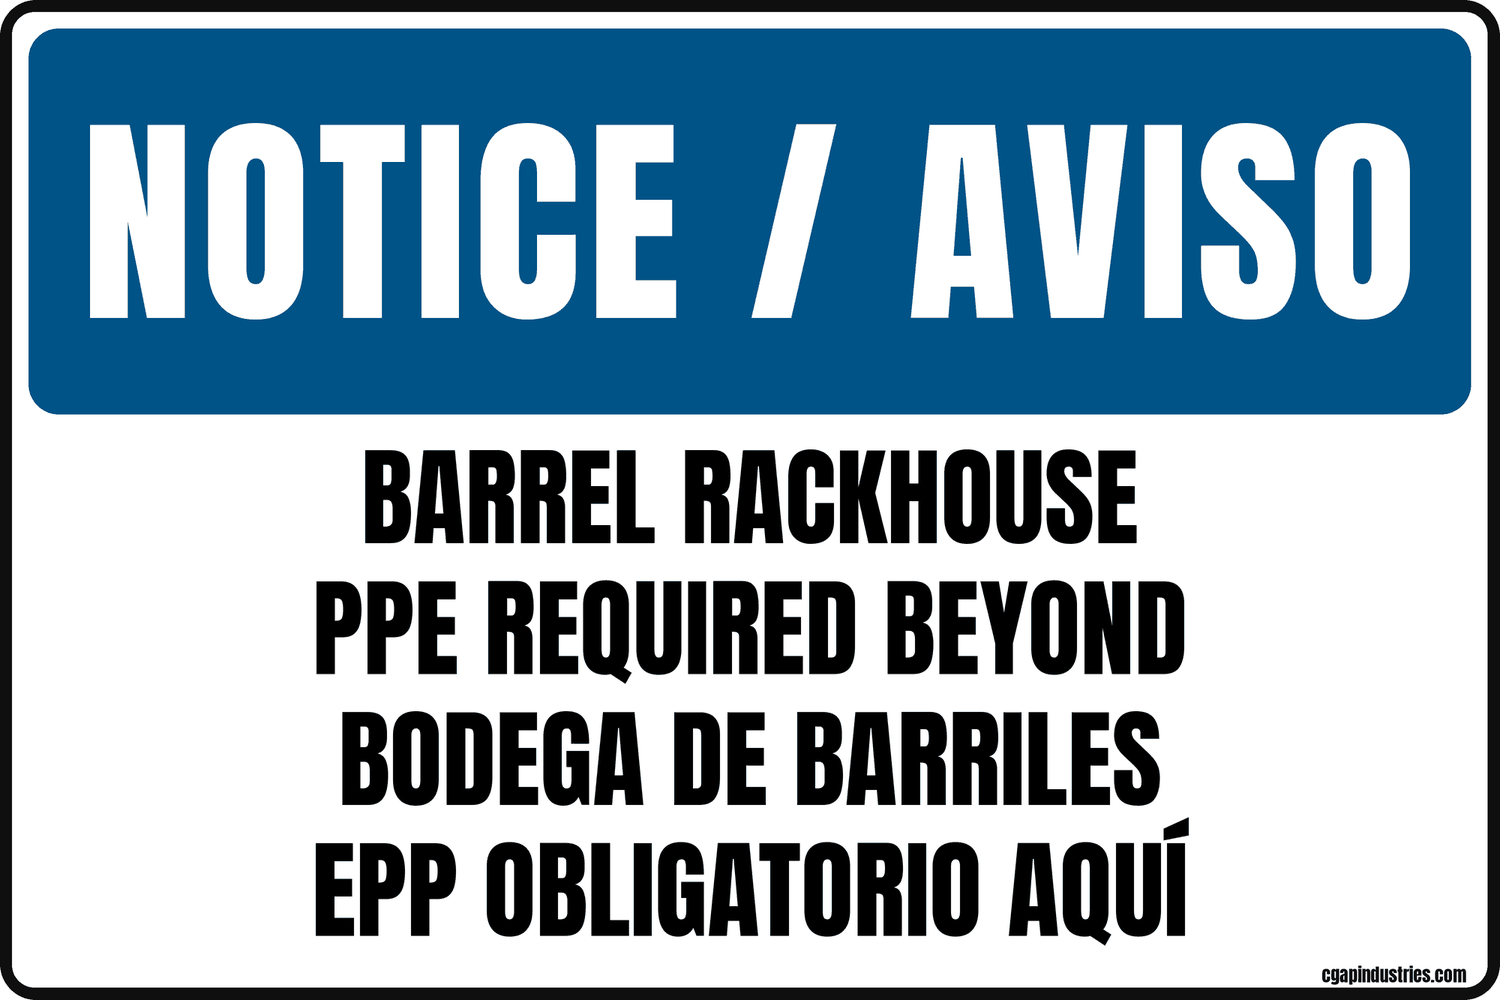 NOTICE / AVISO
BARREL RACKHOUSE
PPE REQUIRED BEYOND
BODEGA DE BARRILES
EPP OBLIGATORIO AQUÍ
cgapindustries.com